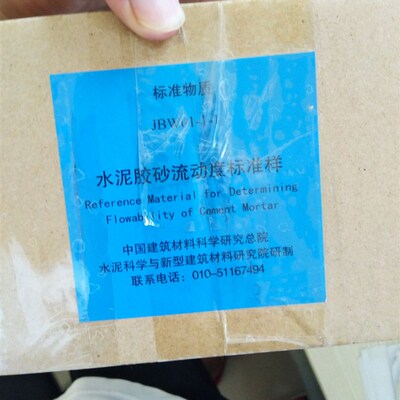 标准物质
JBW01-1-1
水泥胶砂流动度标准样
Reference Material for Determining
Flowability of Cement Mortar
中国建筑材料科学研究总院
水泥科学与新型建筑材料研究院研制
联系电话：010-51167494